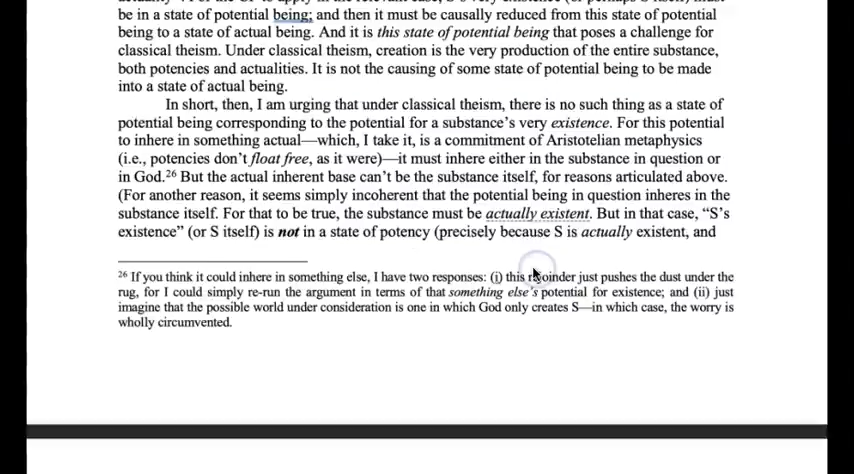 be in a state of potential being; and then it must be causally reduced from this state of potential
being to a state of actual being. And it is this state of potential being that poses a challenge for
classical theism. Under classical theism, creation is the very production of the entire substance,
both potencies and actualities. It is not the causing of some state of potential being to be made
into a state of actual being.
In short, then, I am urging that under classical theism, there is no such thing as a state of
potential being corresponding to the potential for a substance's very existence. For this potential
to inhere in something actual—which, I take it, is a commitment of Aristotelian metaphysics
(i.e., potencies don't float free, as it were)—it must inhere either in the substance in question or
in God.26 But the actual inherent base can't be the substance itself, for reasons articulated above.
(For another reason, it seems simply incoherent that the potential being in question inheres in the
substance itself. For that to be true, the substance must be actually existent. But in that case, “S's
existence” (or S itself) is not in a state of potency (precisely because S is actually existent, and
26 If you think it could inhere in something else, I have two responses: (i) this rejoinder just pushes the dust under the
rug, for I could simply re-run the argument in terms of that something else's potential for existence; and (ii) just
imagine that the possible world under consideration is one in which God only creates S—in which case, the worry is
wholly circumvented.